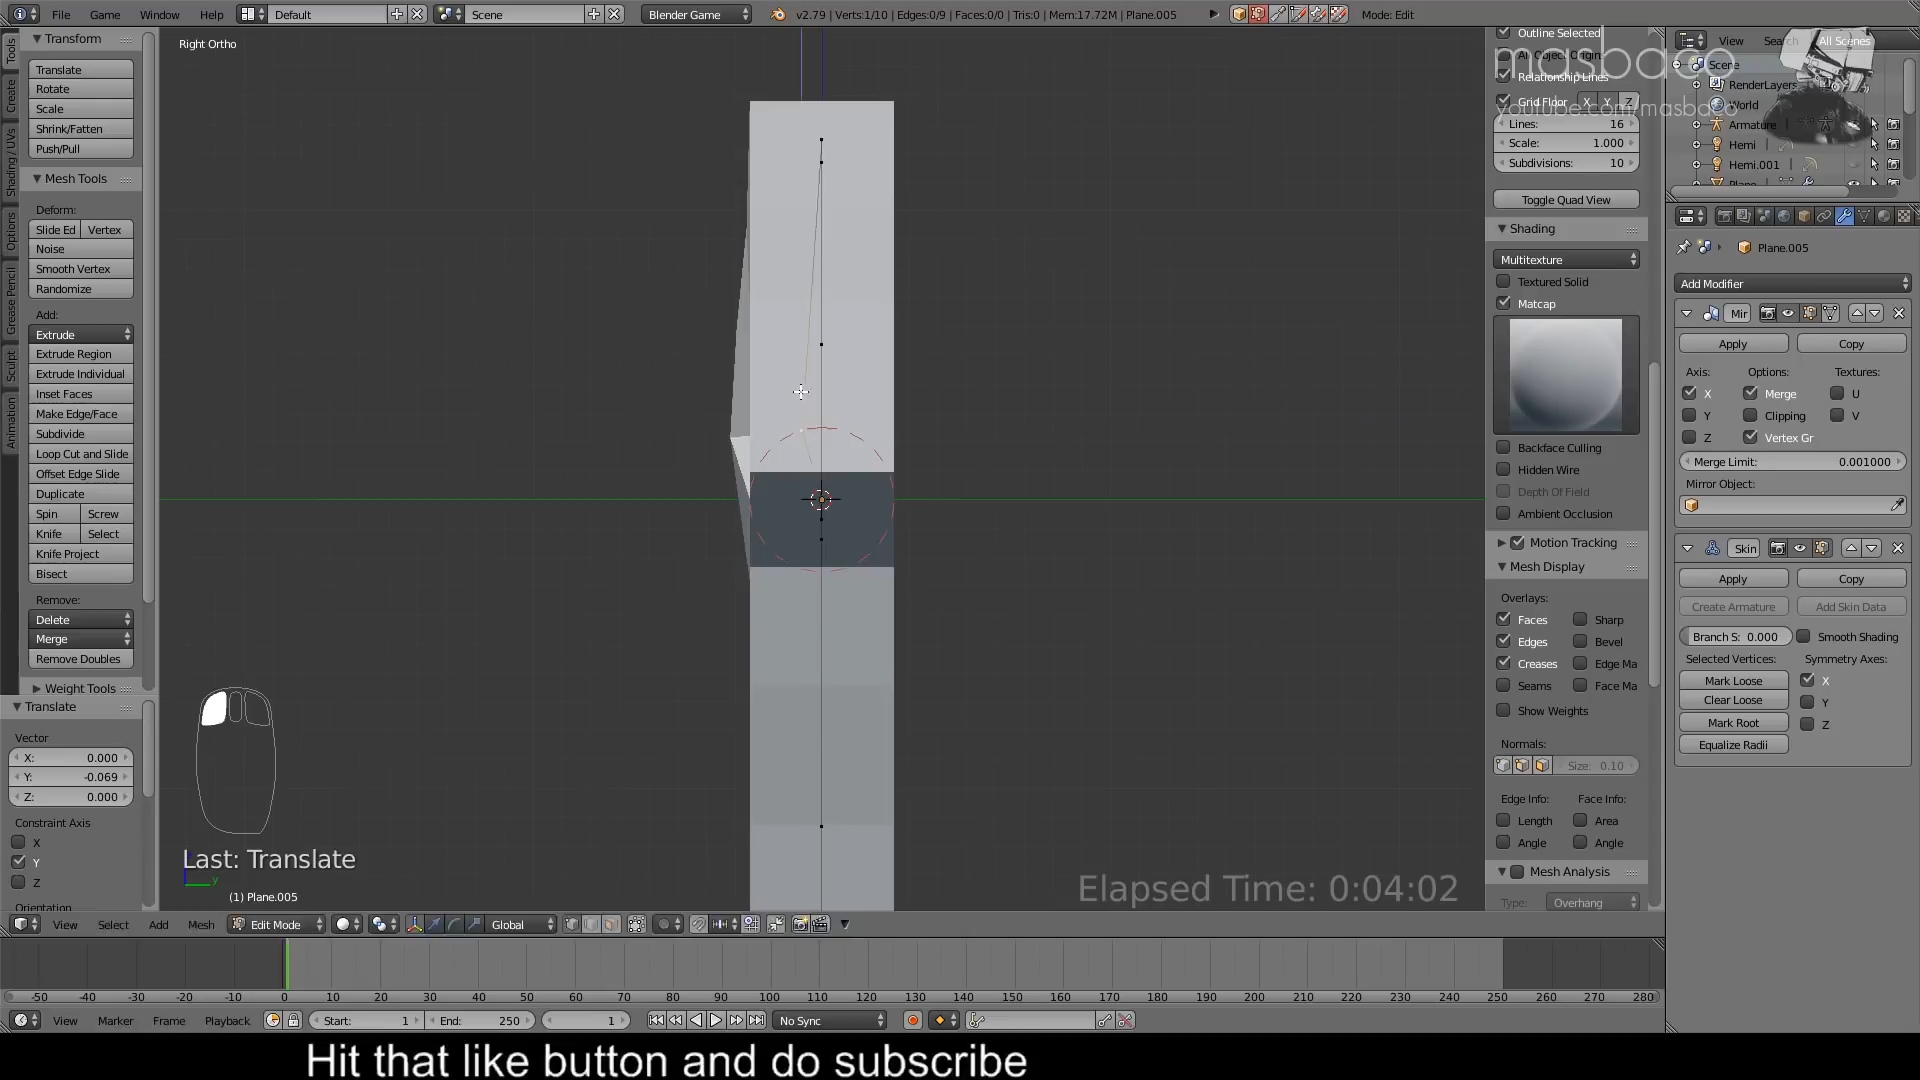 File Game Window Help Default Scene Blender Game v2.79 | Verts:1/10 | Edges:0/9 | Faces:0/0 | Tris:0 | Mem:17.72M | Plane.005 Mode: Edit
Right Ortho
Tools
Create
Shading / UVs
Options
Grease Pencil
Sculpt
Animation
Transform
Translate
Rotate
Scale
Shrink/Fatten
Push/Pull
Mesh Tools
Deform:
Slide Ed Vertex
Noise
Smooth Vertex
Randomize
Add:
Extrude
Extrude Region
Extrude Individual
Inset Faces
Make Edge/Face
Subdivide
Loop Cut and Slide
Offset Edge Slide
Duplicate
Spin Screw
Knife Select
Knife Project
Bisect
Remove:
Delete
Merge
Remove Doubles
Weight Tools
Translate
Vector
X: 0.000
Y: -0.069
Z: 0.000
Constraint Axis
X
Y
Z
Orientation
Last: Translate
y
(1) Plane.005
Elapsed Time: 0:04:02
Outline Selected
All Object Origins
Relationship Lines
Grid Floor X Y Z
Lines: 16
Scale: 1.000
Subdivisions: 10
Toggle Quad View
Shading
Multitexture
Textured Solid
Matcap
Backface Culling
Hidden Wire
Depth Of Field
Ambient Occlusion
Motion Tracking
Mesh Display
Overlays:
Faces Sharp
Edges Bevel
Creases Edge Ma
Seams Face Ma
Show Weights
Normals:
Size: 0.10
Edge Info: Face Info:
Length Area
Angle Angle
Mesh Analysis
Type: Overhang
masbaco
youtube.com/masbaco
View Search All Scenes
Scene
RenderLayers
World
Armature
Hemi
Hemi.001
Plane
Plane.005
Add Modifier
Mir
Apply Copy
Axis: Options: Textures:
X Merge U
Y Clipping V
Z Vertex Gr
Merge Limit: 0.001000
Mirror Object:
Skin
Apply Copy
Create Armature Add Skin Data
Branch S: 0.000 Smooth Shading
Selected Vertices: Symmetry Axes:
Mark Loose X
Clear Loose Y
Mark Root Z
Equalize Radii
View Select Add Mesh Edit Mode Global
-50 -40 -30 -20 -10 0 10 20 30 40 50 60 70 80 90 100 110 120 130 140 150 160 170 180 190 200 210 220 230 240 250 260 270 280
View Marker Frame Playback Start: 1 End: 250 1 No Sync
Hit that like button and do subscribe